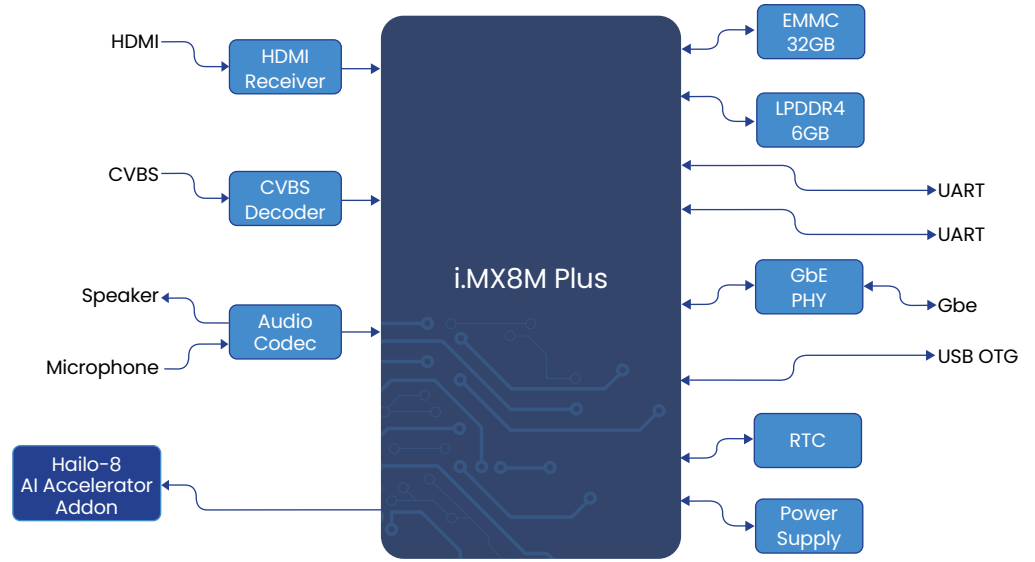 HDMI
HDMI
Receiver
CVBS
CVBS
Decoder
Speaker
Microphone
Audio
Codec
Hailo-8
AI Accelerator
Addon
i.MX8M Plus
EMMC
32GB
LPDDR4
6GB
UART
UART
GbE
PHY
Gbe
USB OTG
RTC
Power
Supply